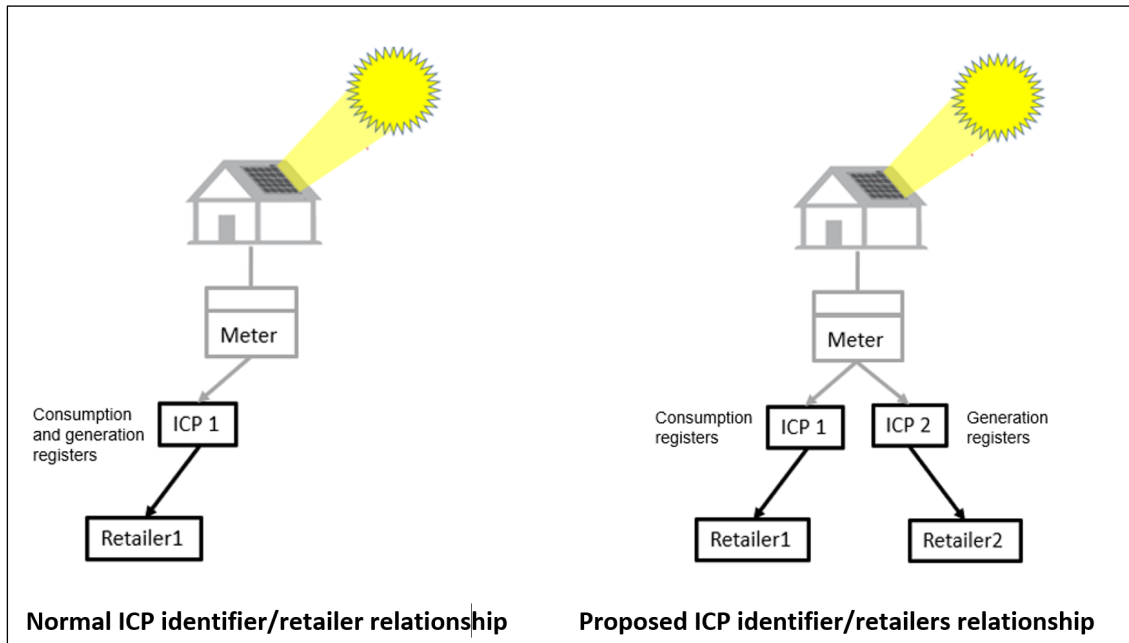 Meter
Consumption
and generation
registers
ICP 1
Retailer1
Normal ICP identifier/retailer relationship
Meter
Consumption
registers
ICP 1
ICP 2
Generation
registers
Retailer1
Retailer2
Proposed ICP identifier/retailers relationship